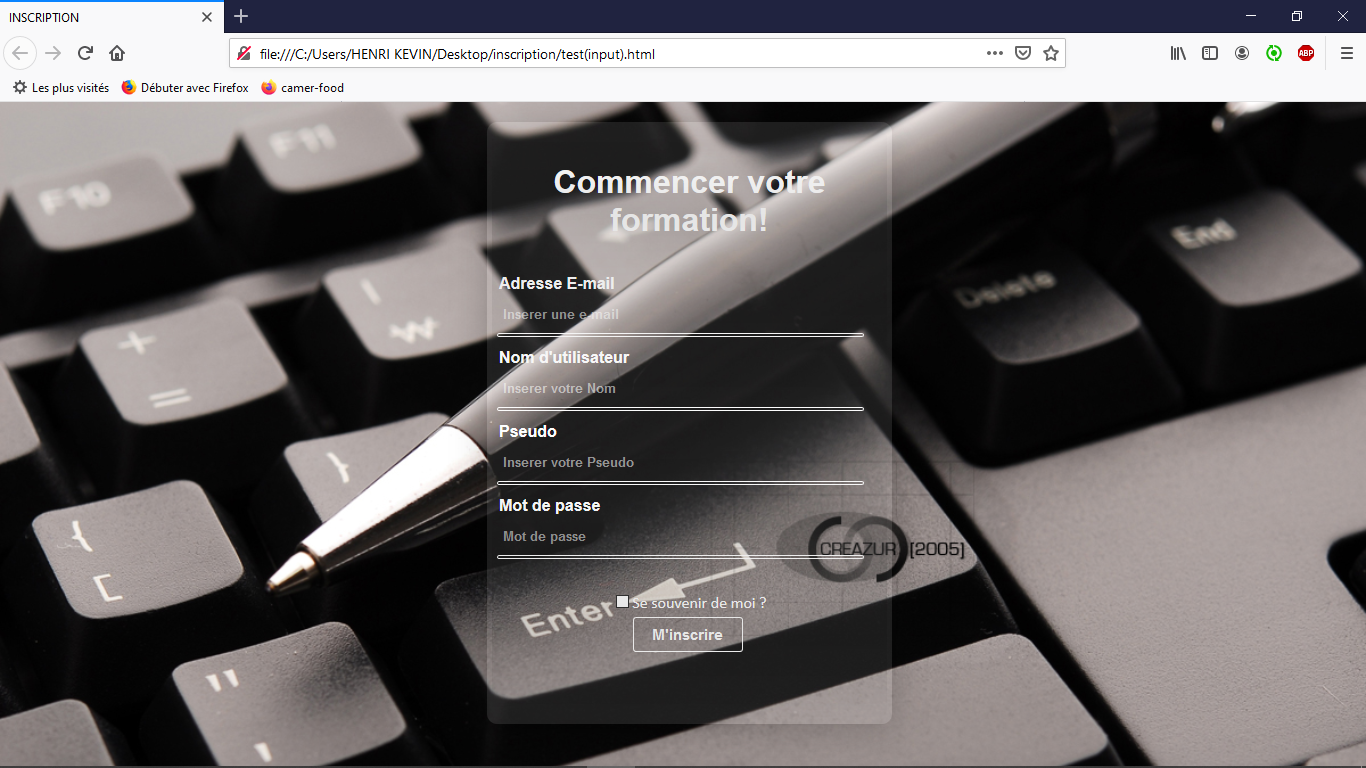 INSCRIPTION
file:///C:/Users/HENRI KEVIN/Desktop/inscription/test(input).html
ABP
Les plus visités
Débuter avec Firefox
camer-food
F10
F11
End
Delete
Commencer votre
formation!
Adresse E-mail
Inserer une e-mail
Nom d'utilisateur
Inserer votre Nom
Pseudo
Inserer votre Pseudo
Mot de passe
Mot de passe
CREAZUR [2005]
Enter
Se souvenir de moi ?
M'inscrire
+
=
\
₩
}
{
[
"
'